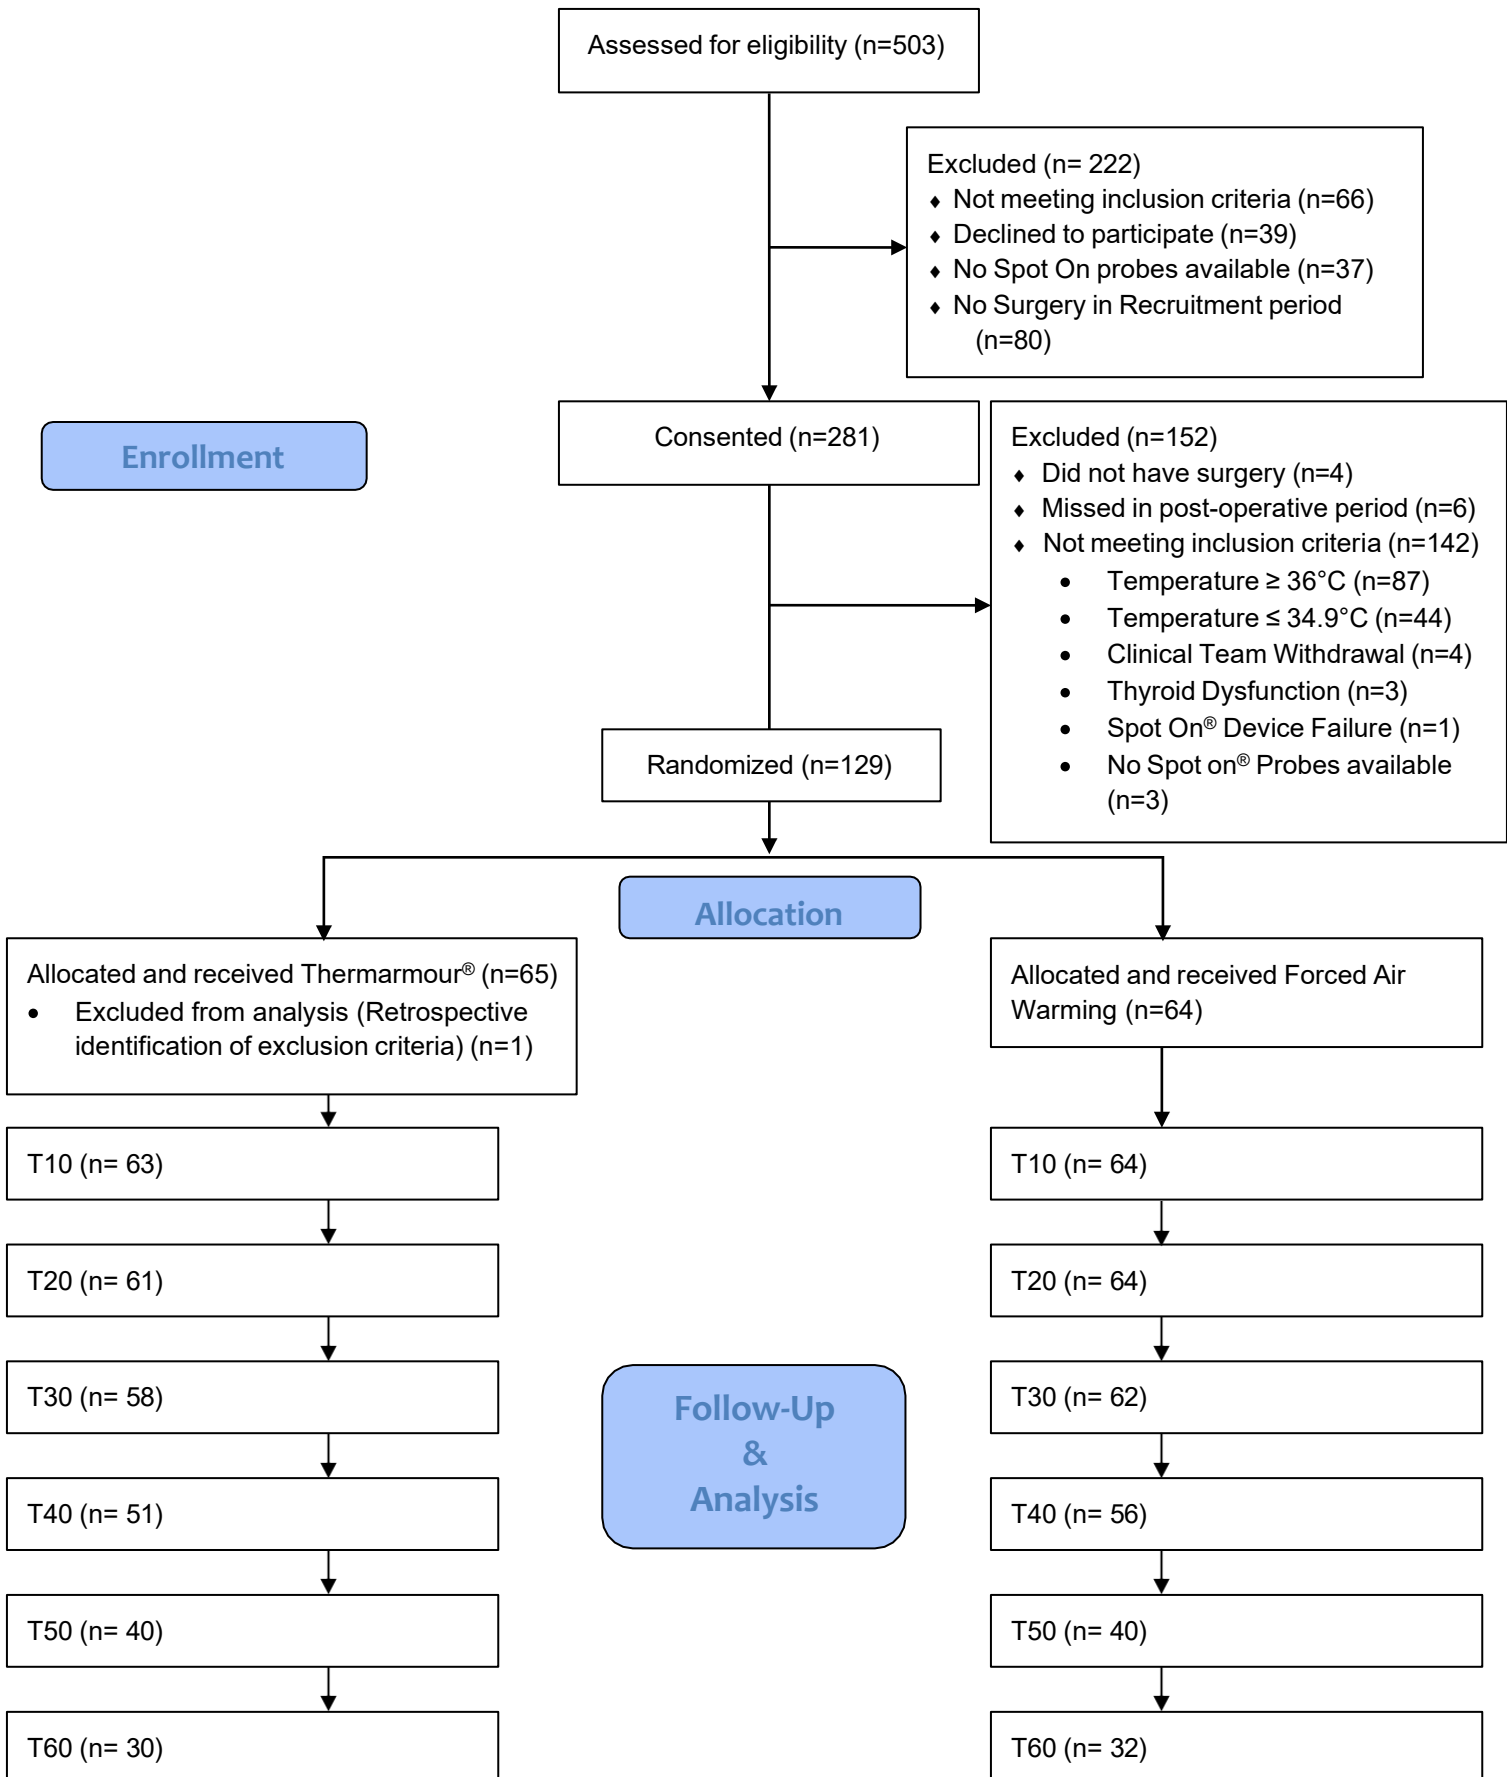 Assessed for eligibility (n=503)
Excluded (n= 222)
♦ Not meeting inclusion criteria (n=66)
♦ Declined to participate (n=39)
♦ No Spot On probes available (n=37)
♦ No Surgery in Recruitment period
(n=80)
Enrollment
Consented (n=281)
Excluded (n=152)
♦ Did not have surgery (n=4)
♦ Missed in post-operative period (n=6)
♦ Not meeting inclusion criteria (n=142)
• Temperature ≥ 36°C (n=87)
• Temperature ≤ 34.9°C (n=44)
• Clinical Team Withdrawal (n=4)
• Thyroid Dysfunction (n=3)
• Spot On® Device Failure (n=1)
• No Spot on® Probes available
(n=3)
Randomized (n=129)
Allocation
Allocated and received Thermarmour® (n=65)
• Excluded from analysis (Retrospective
identification of exclusion criteria) (n=1)
Allocated and received Forced Air
Warming (n=64)
T10 (n= 63)
T10 (n= 64)
T20 (n= 61)
T20 (n= 64)
T30 (n= 58)
T30 (n= 62)
Follow-Up
&
Analysis
T40 (n= 51)
T40 (n= 56)
T50 (n= 40)
T50 (n= 40)
T60 (n= 30)
T60 (n= 32)